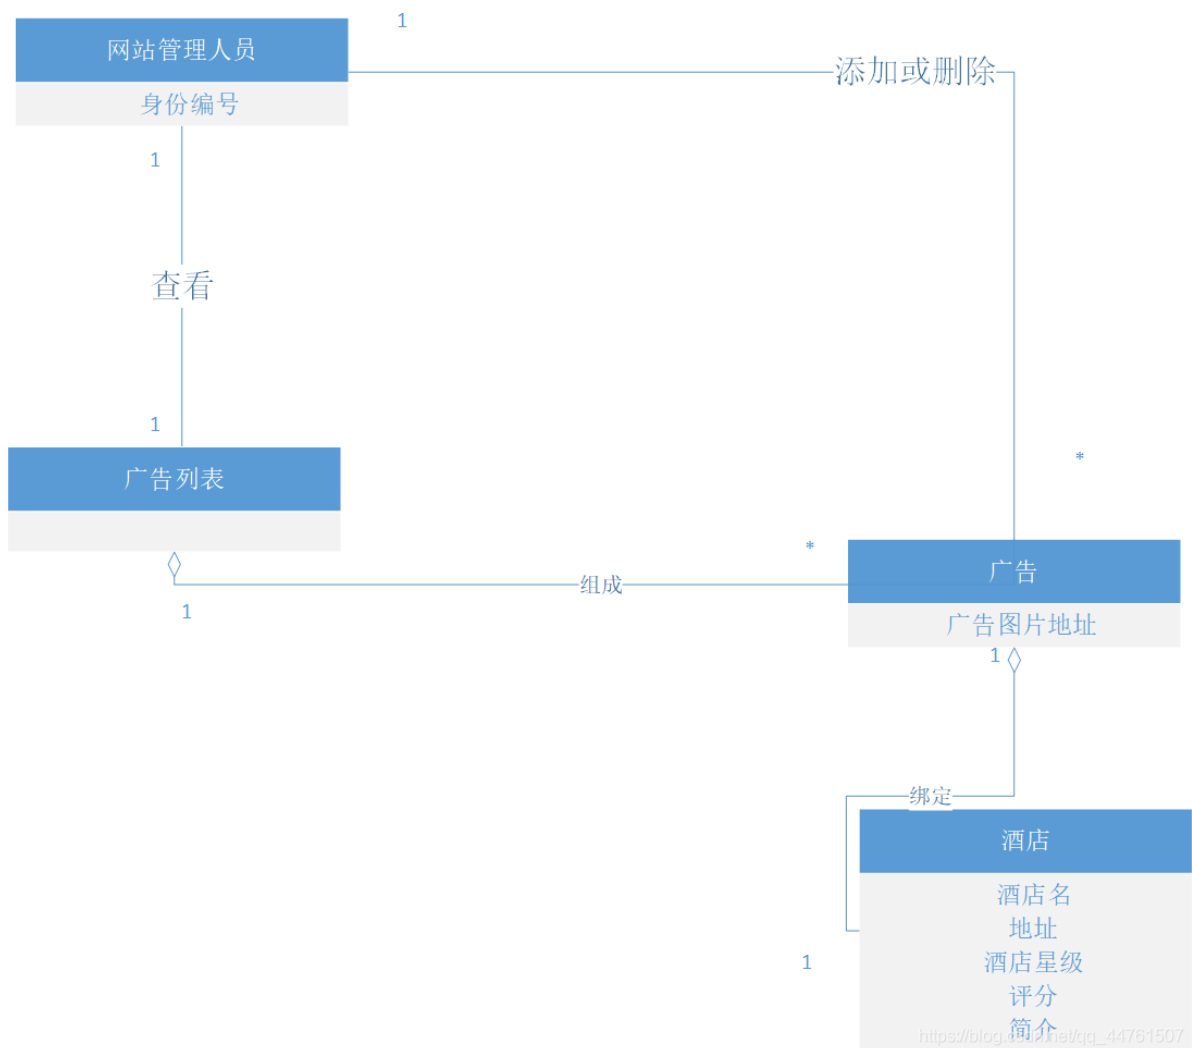 1
网站管理人员
添加或删除
身份编号
1
查看
1
广告列表
*
*
广告
组成
1
广告图片地址
1
绑定
酒店
酒店名
地址
1
酒店星级
评分
简介
https://blog.csdn.net/qq_44761507